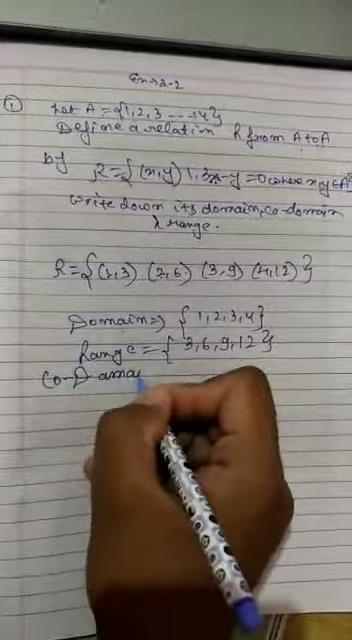 Ex→2-2
① Let A = {1,2,3 ---14}
Define a relation R from A to A
by R = {(x,y) 1,3x-y=0 where x,y ∈ A}
write down its domain, co-domain
& range.
R = {(1,3) (2,6) (3,9) (4,12)}
Domain ⇒ {1,2,3,4}
Range = {3,6,9,12}
Co-Domai